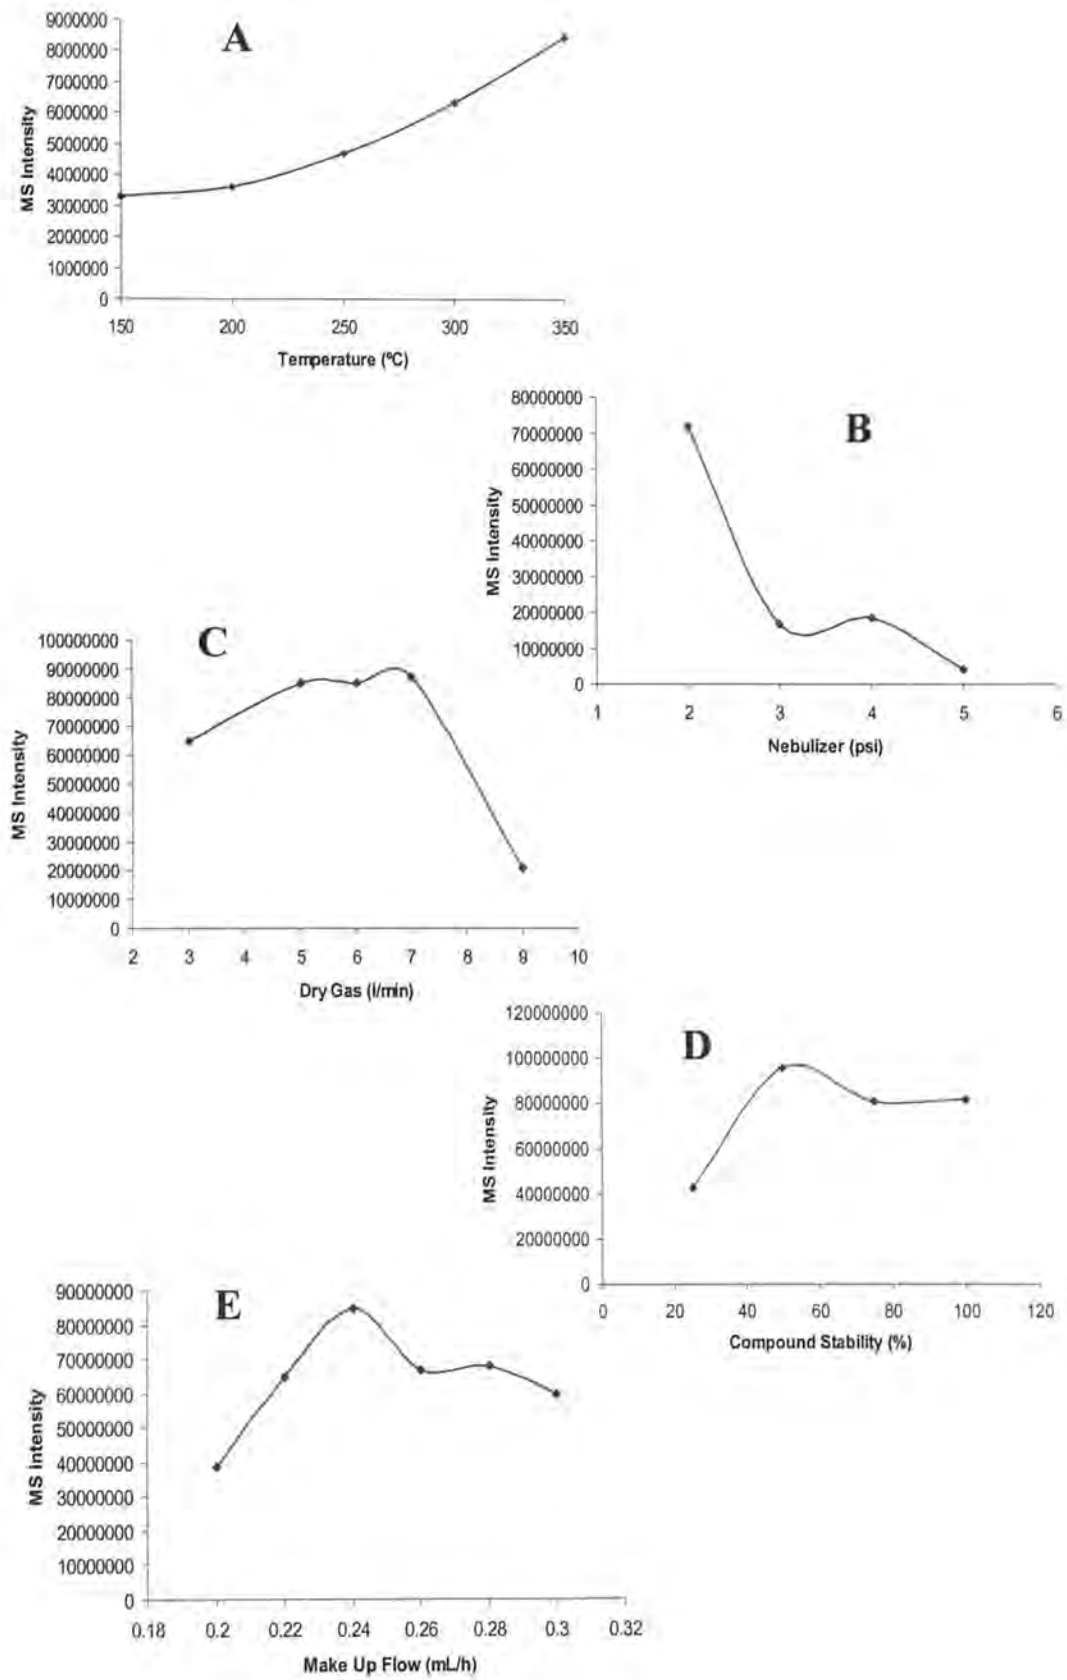 A
9000000
8000000
7000000
6000000
5000000
4000000
3000000
2000000
1000000
0
MS Intensity
150 200 250 300 350
Temperature (ºC)
B
80000000
70000000
60000000
50000000
40000000
30000000
20000000
10000000
0
MS Intensity
1 2 3 4 5 6
Nebulizer (psi)
C
100000000
90000000
80000000
70000000
60000000
50000000
40000000
30000000
20000000
10000000
0
MS Intensity
2 3 4 5 6 7 8 9 10
Dry Gas (l/min)
D
120000000
100000000
80000000
60000000
40000000
20000000
0
MS Intensity
0 20 40 60 80 100 120
Compound Stability (%)
E
90000000
80000000
70000000
60000000
50000000
40000000
30000000
20000000
10000000
0
MS intensity
0.18 0.2 0.22 0.24 0.26 0.28 0.3 0.32
Make Up Flow (mL/h)